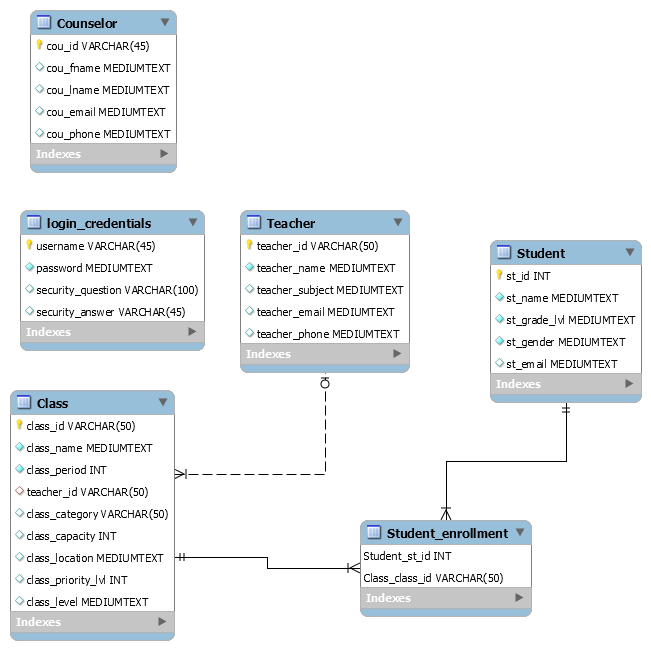 Counselor
cou_id VARCHAR(45)
cou_fname MEDIUMTEXT
cou_lname MEDIUMTEXT
cou_email MEDIUMTEXT
cou_phone MEDIUMTEXT
Indexes
login_credentials
username VARCHAR(45)
password MEDIUMTEXT
security_question VARCHAR(100)
security_answer VARCHAR(45)
Indexes
Teacher
teacher_id VARCHAR(50)
teacher_name MEDIUMTEXT
teacher_subject MEDIUMTEXT
teacher_email MEDIUMTEXT
teacher_phone MEDIUMTEXT
Indexes
Student
st_id INT
st_name MEDIUMTEXT
st_grade_lvl MEDIUMTEXT
st_gender MEDIUMTEXT
st_email MEDIUMTEXT
Indexes
Class
class_id VARCHAR(50)
class_name MEDIUMTEXT
class_period INT
teacher_id VARCHAR(50)
class_category VARCHAR(50)
class_capacity INT
class_location MEDIUMTEXT
class_priority_lvl INT
class_level MEDIUMTEXT
Indexes
Student_enrollment
Student_st_id INT
Class_class_id VARCHAR(50)
Indexes